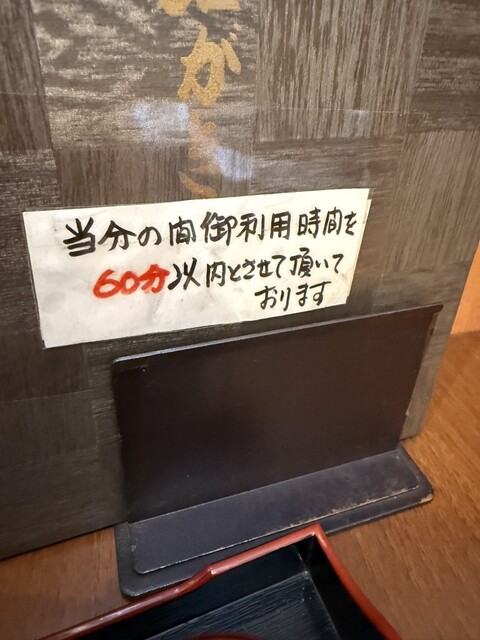 当分の間御利用時間を
60分以内とさせて頂いて
おります